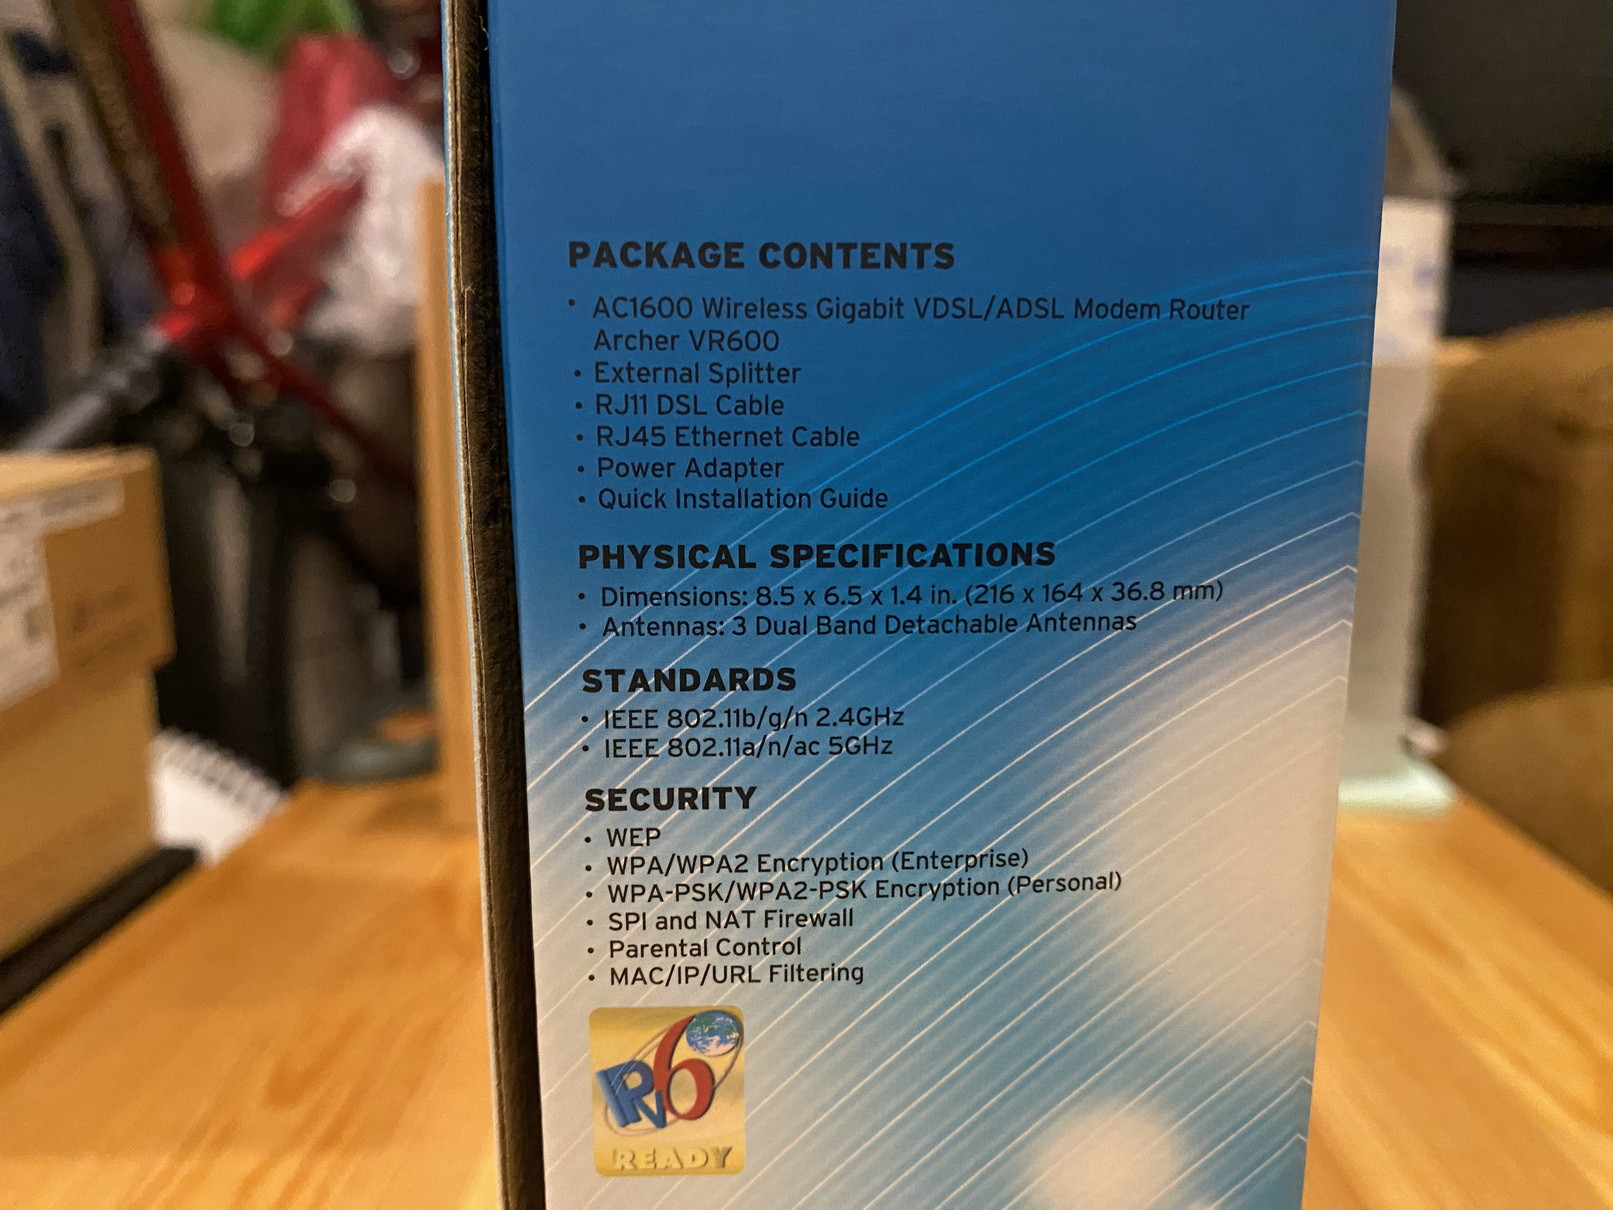 PACKAGE CONTENTS
• AC1600 Wireless Gigabit VDSL/ADSL Modem Router
Archer VR600
• External Splitter
• RJ11 DSL Cable
• RJ45 Ethernet Cable
• Power Adapter
• Quick Installation Guide
PHYSICAL SPECIFICATIONS
• Dimensions: 8.5 x 6.5 x 1.4 in. (216 x 164 x 36.8 mm)
• Antennas: 3 Dual Band Detachable Antennas
STANDARDS
• IEEE 802.11b/g/n 2.4GHz
• IEEE 802.11a/n/ac 5GHz
SECURITY
• WEP
• WPA/WPA2 Encryption (Enterprise)
• WPA-PSK/WPA2-PSK Encryption (Personal)
• SPI and NAT Firewall
• Parental Control
• MAC/IP/URL Filtering
IPv6
READY